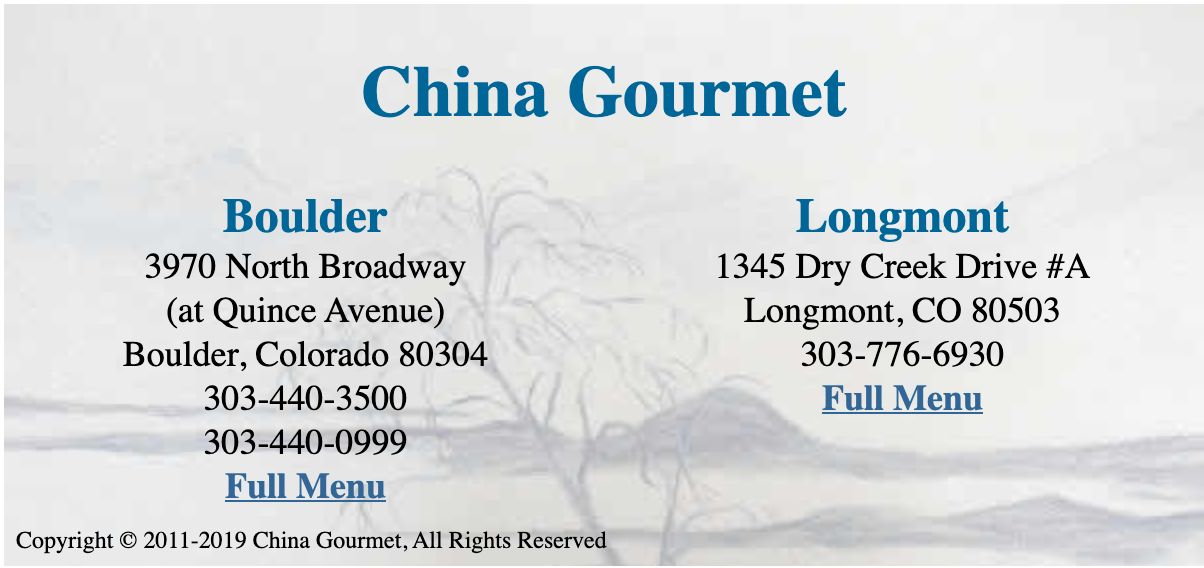 China Gourmet
Boulder
3970 North Broadway
(at Quince Avenue)
Boulder, Colorado 80304
303-440-3500
303-440-0999
Full Menu
Longmont
1345 Dry Creek Drive #A
Longmont, CO 80503
303-776-6930
Full Menu
Copyright © 2011-2019 China Gourmet, All Rights Reserved